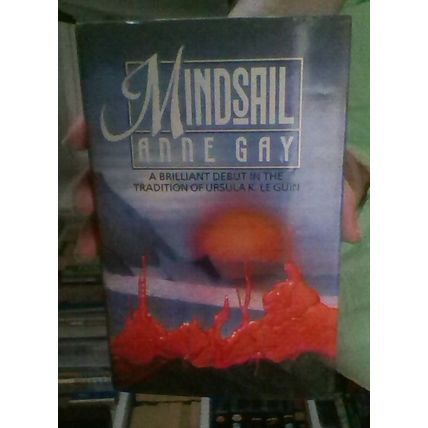 MINDSAIL
ANNE GAY
A BRILLIANT DEBUT IN THE
TRADITION OF URSULA K. LE GUIN